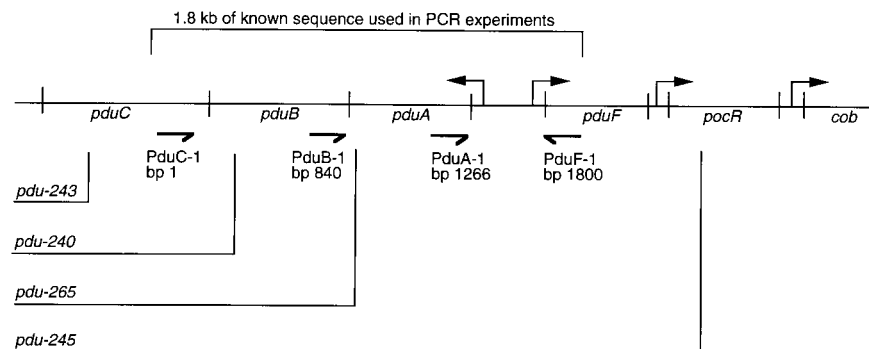 1.8 kb of known sequence used in PCR experiments
pduC pduB pduA pduF pocR cob
PduC-1 PduB-1 PduA-1 PduF-1
bp 1 bp 840 bp 1266 bp 1800
pdu-243
pdu-240
pdu-265
pdu-245